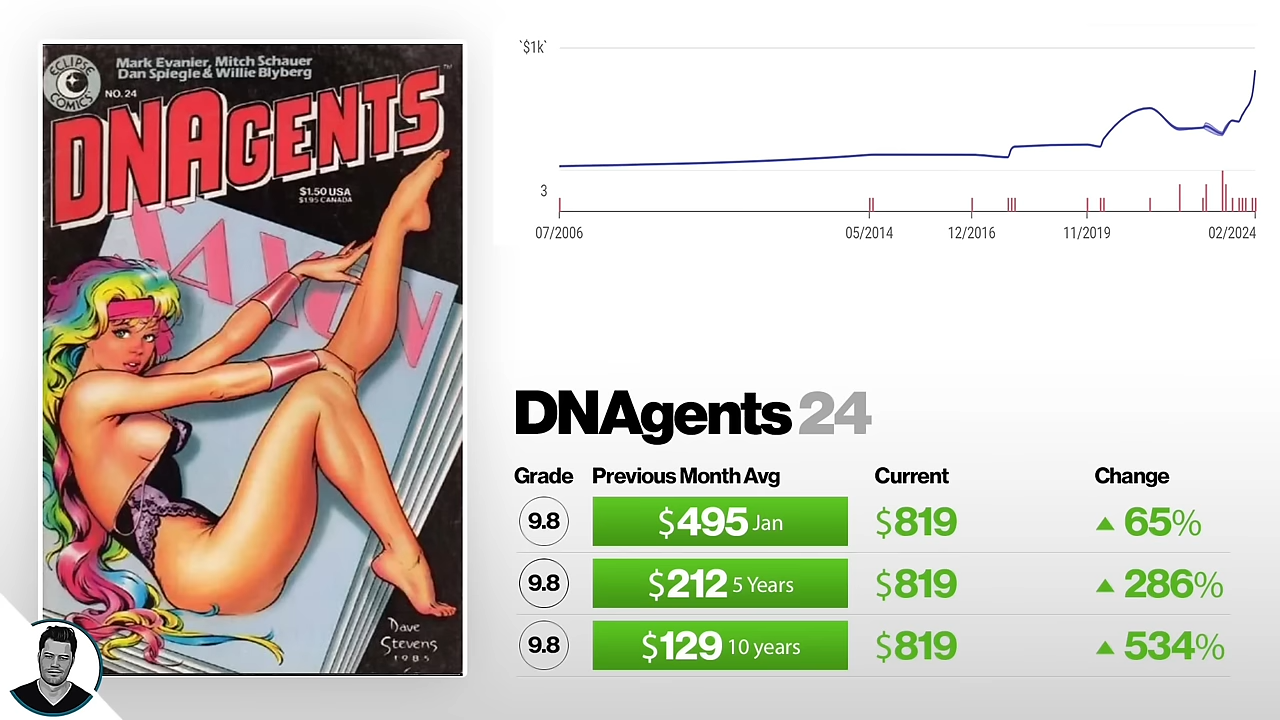 ECLIPSE
COMICS
Mark Evanier, Mitch Schauer
Dan Spiegle & Willie Blyberg
NO. 24
DNAGENTS™
$1.50 USA
$1.95 CANADA
Dave
Stevens
1985
`$1k`
3
07/2006 05/2014 12/2016 11/2019 02/2024
DNAgents 24
Grade Previous Month Avg Current Change
9.8 $495 Jan $819 ▲ 65%
9.8 $212 5 Years $819 ▲ 286%
9.8 $129 10 years $819 ▲ 534%